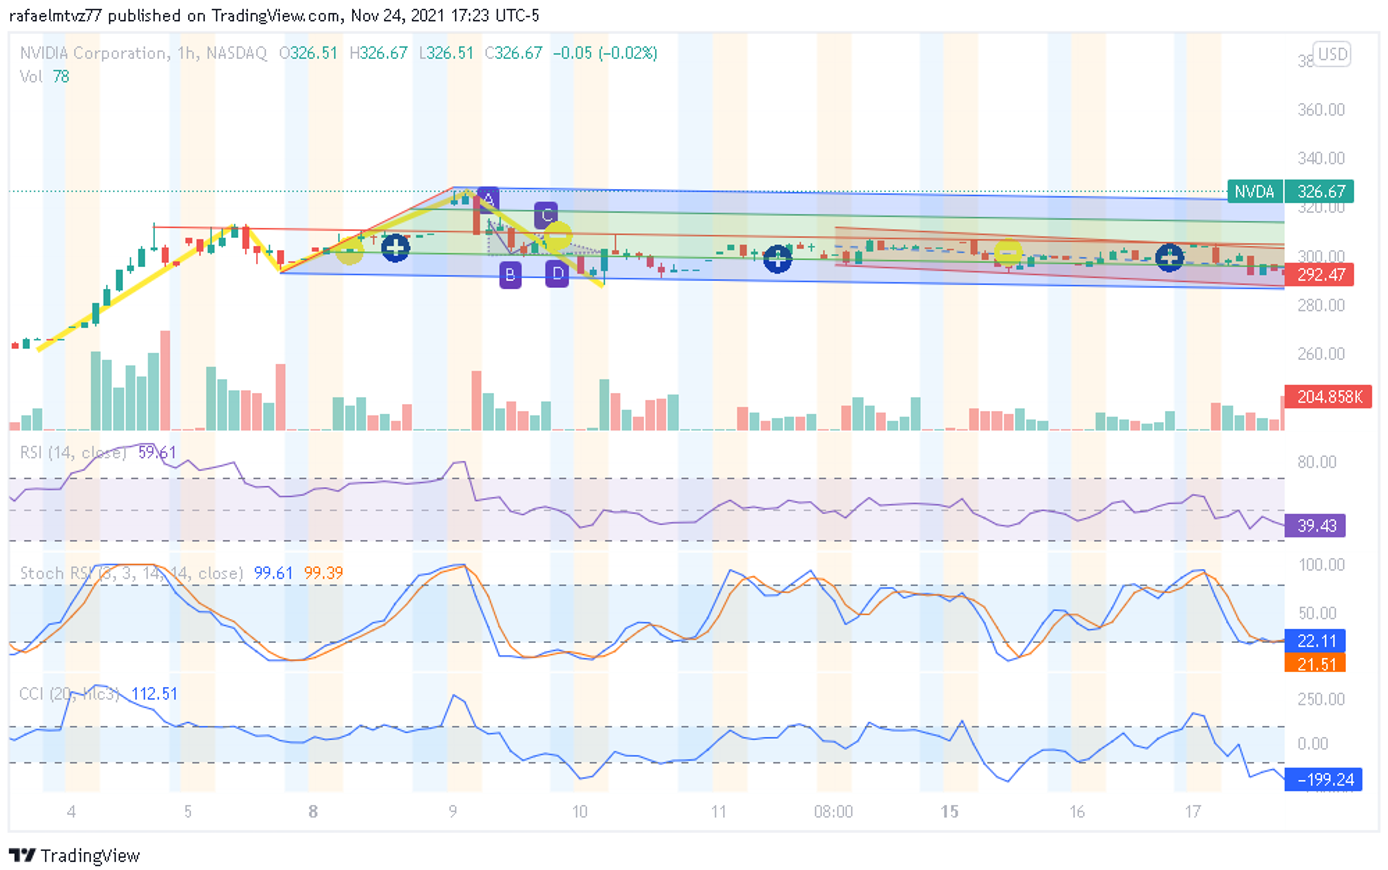 rafaelmtvz77 published on TradingView.com, Nov 24, 2021 17:23 UTC-5
NVIDIA Corporation, 1h, NASDAQ O326.51 H326.67 L326.51 C326.67 −0.05 (−0.02%)
USD
Vol 78
360.00
340.00
NVDA 326.67
320.00
300.00
292.47
280.00
260.00
A
C
B
D
204.858K
RSI (14, close) 59.61
80.00
39.43
Stoch RSI (3, 3, 14, 14, close) 99.61 99.39
100.00
50.00
22.11
21.51
CCI (20, hlc3) 112.51
250.00
0.00
−199.24
4 5 8 9 10 11 08:00 15 16 17
TradingView